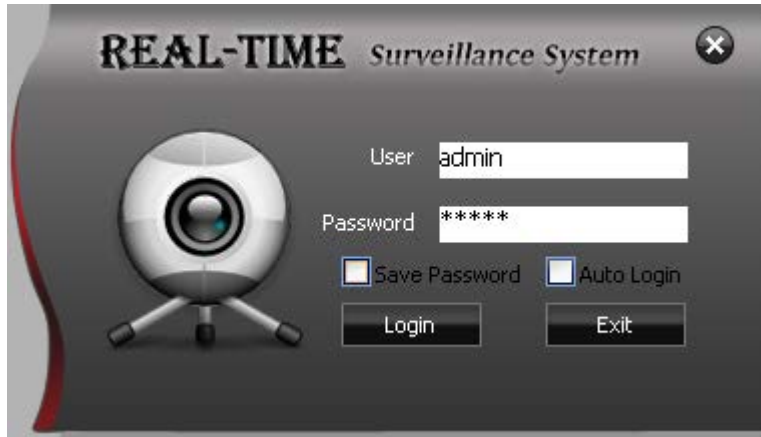 REAL-TIME Surveillance System
User admin
Password *****
Save Password Auto Login
Login Exit